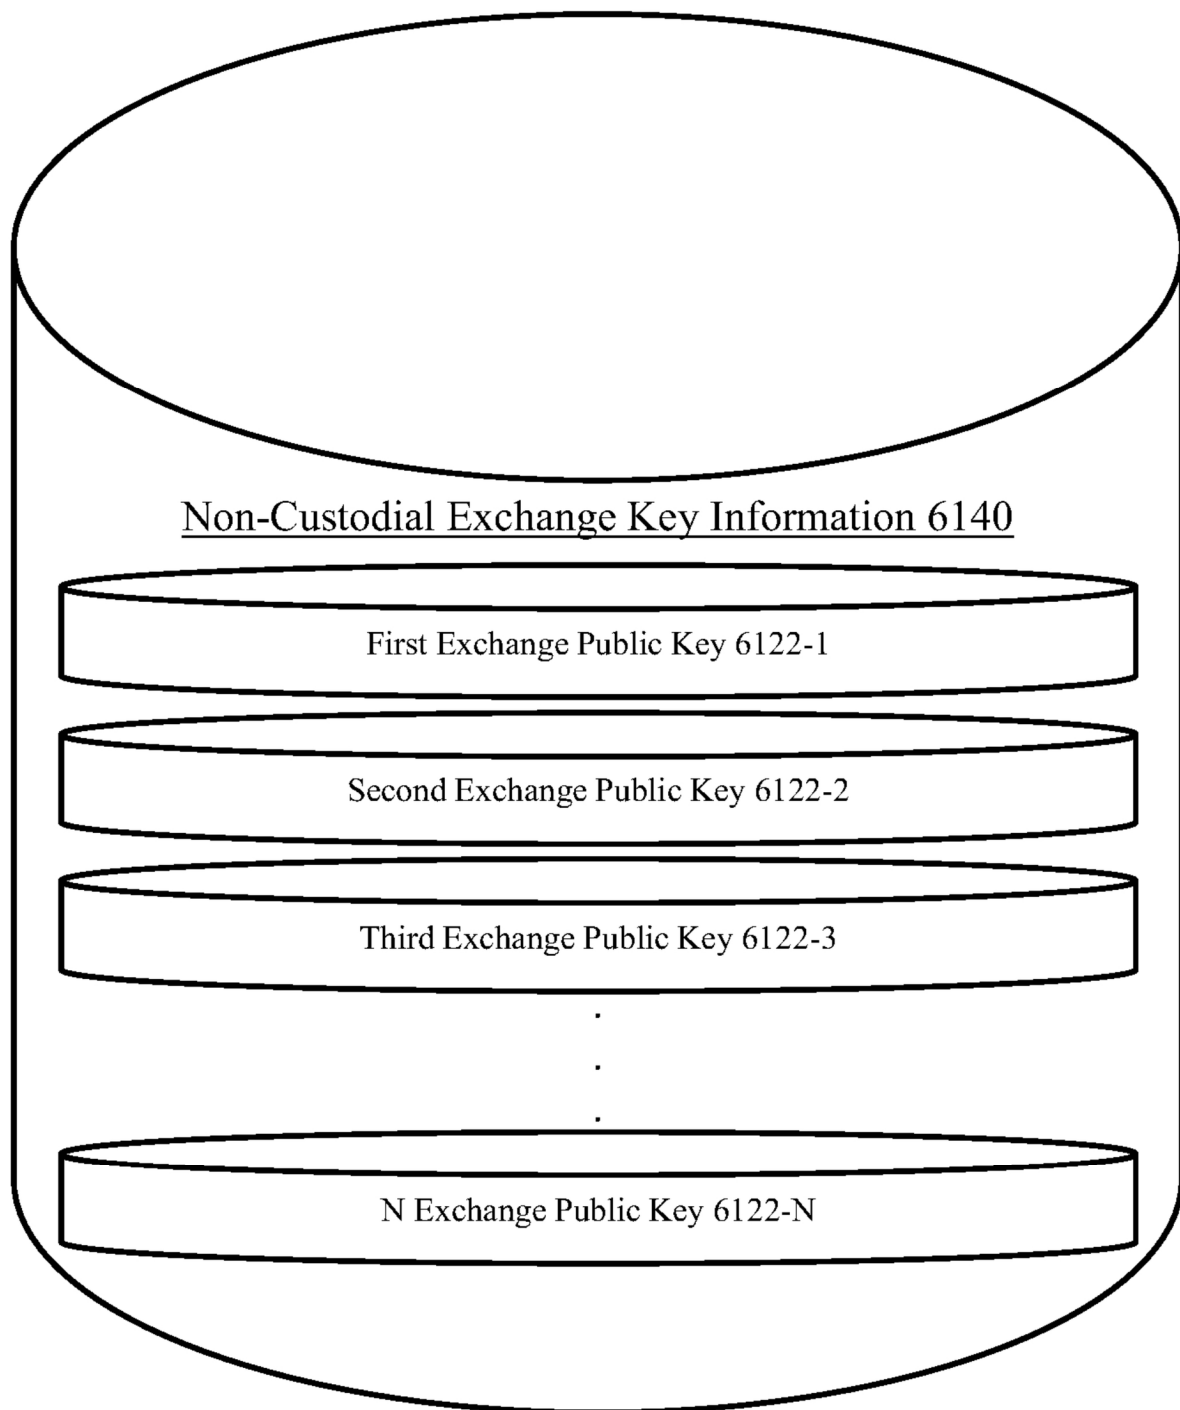 Non-Custodial Exchange Key Information 6140
First Exchange Public Key 6122-1
Second Exchange Public Key 6122-2
Third Exchange Public Key 6122-3
.
.
.
N Exchange Public Key 6122-N